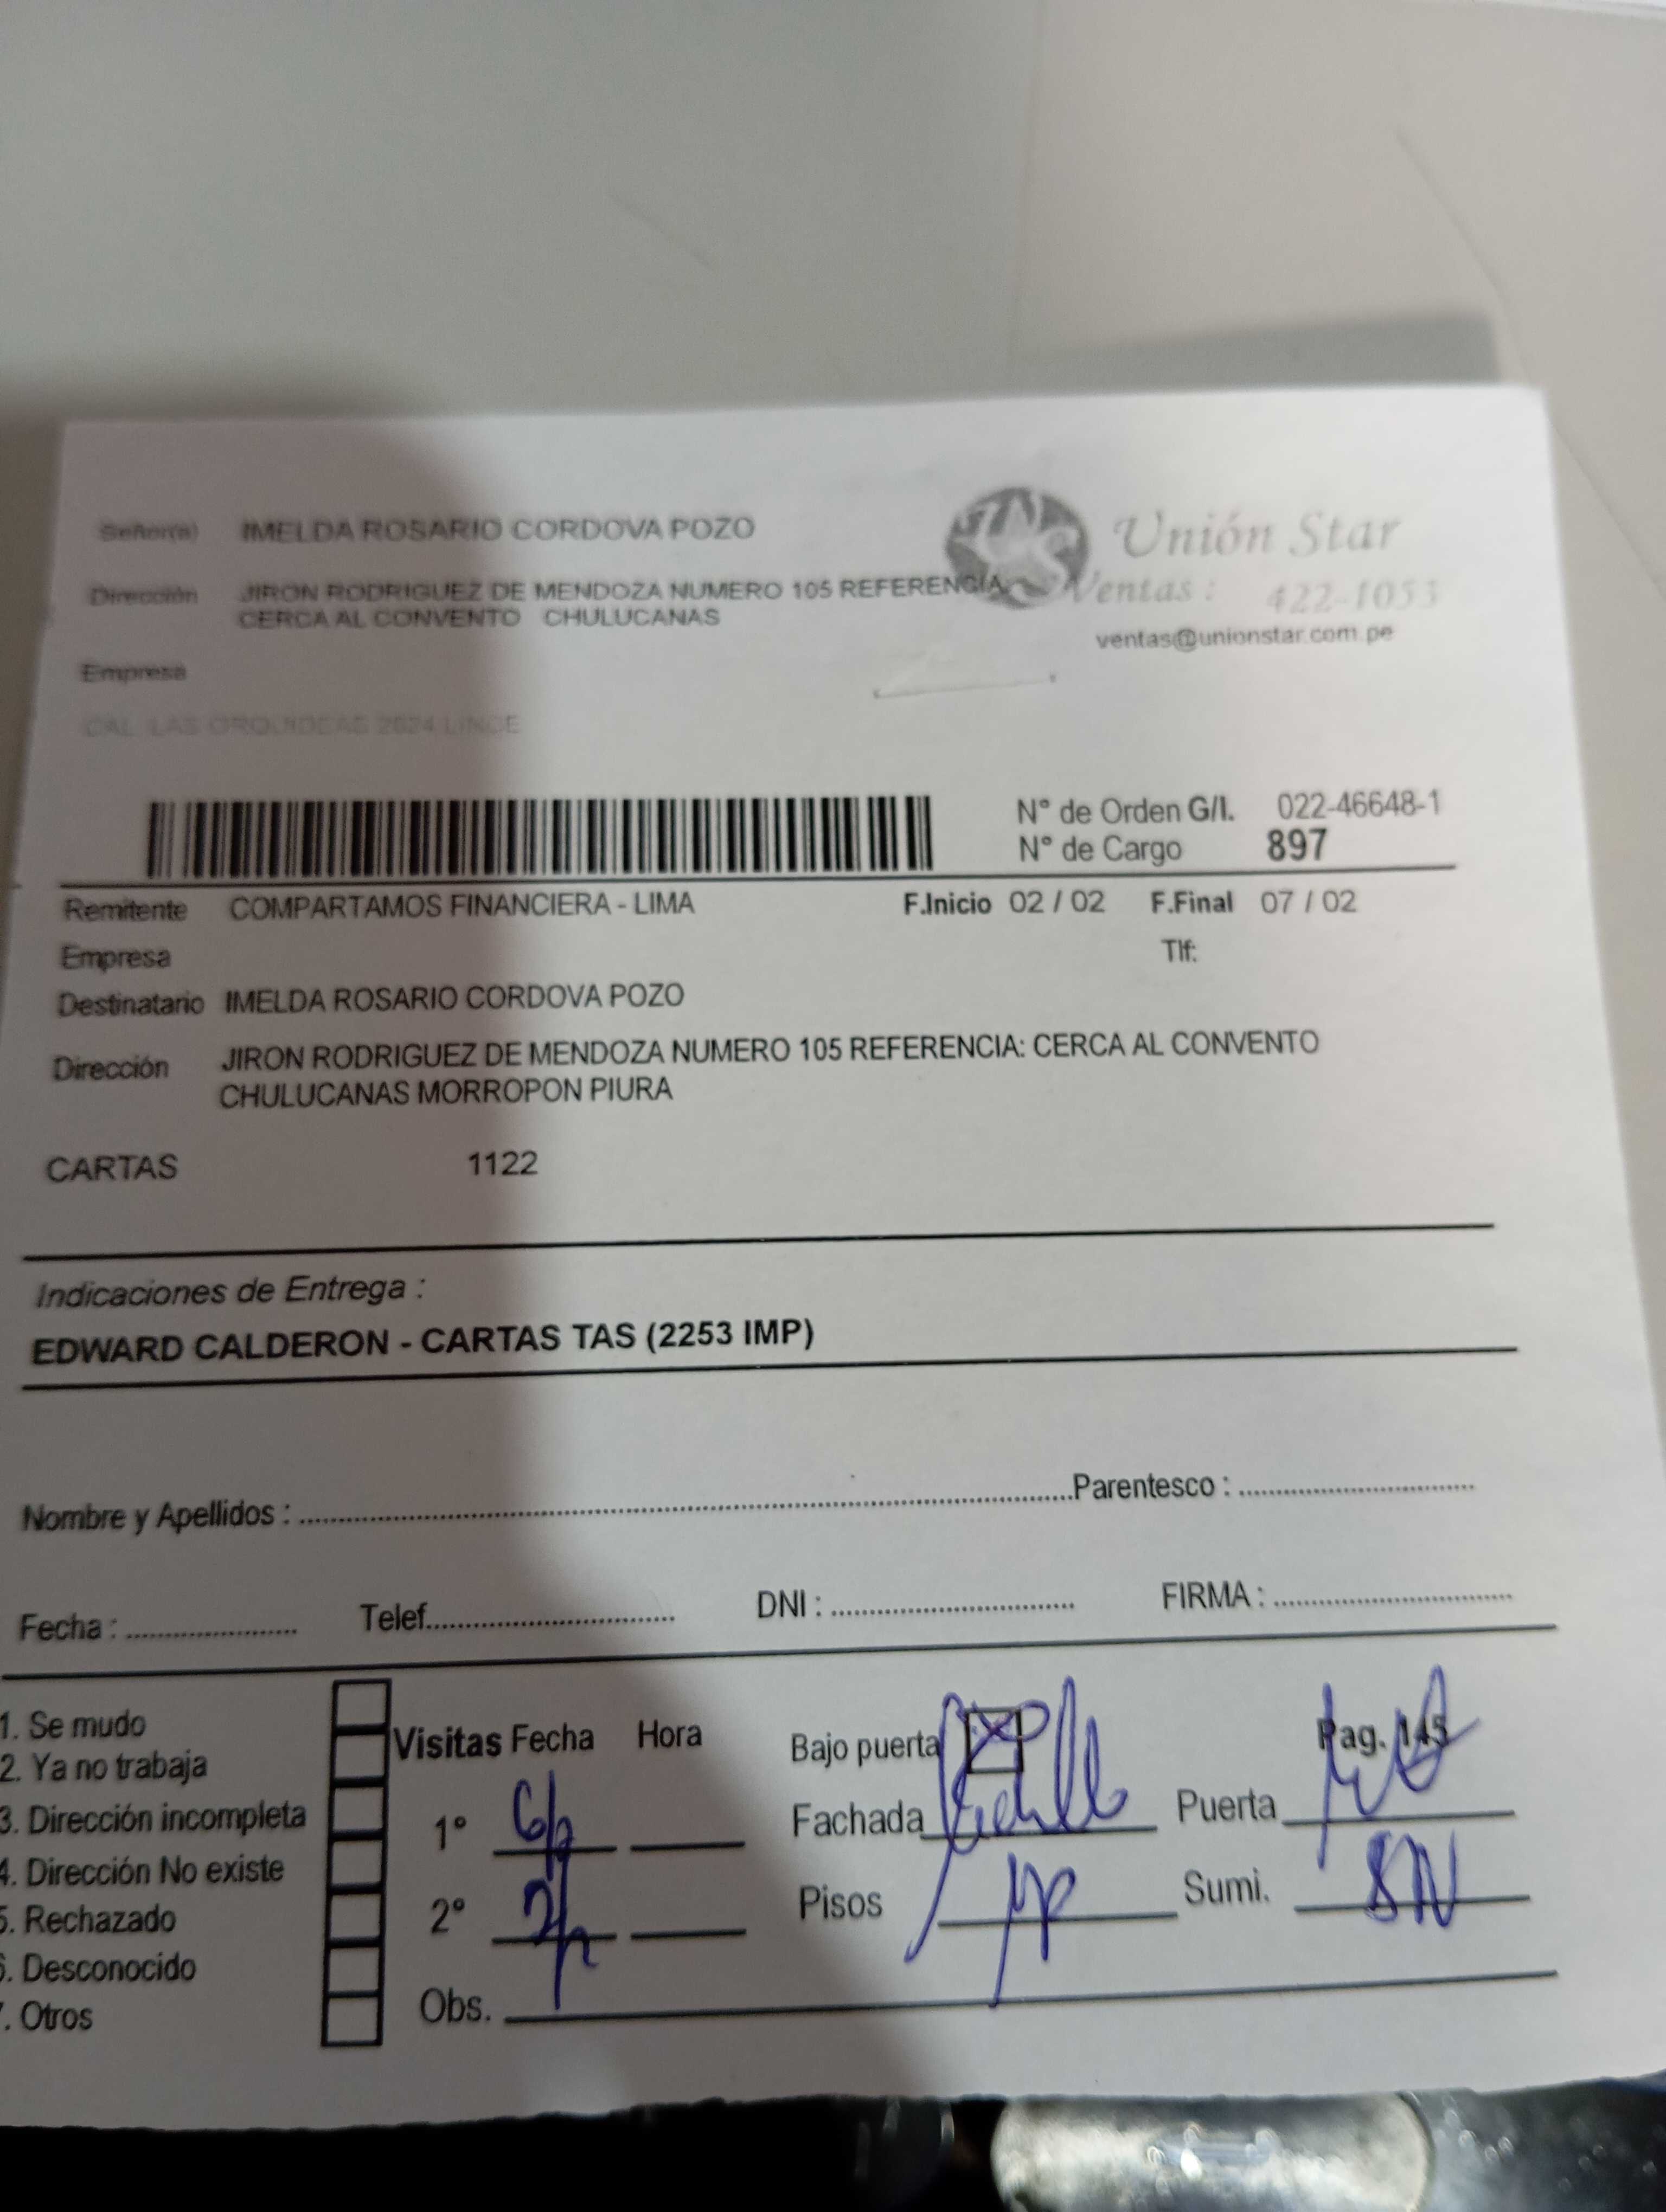 Señor(a) IMELDA ROSARIO CORDOVA POZO
Unión Star
Dirección JIRON RODRIGUEZ DE MENDOZA NUMERO 105 REFERENCIA:
CERCA AL CONVENTO CHULUCANAS
Ventas : 422-1053
ventas@unionstar.com.pe
Empresa
CAL. LAS ORQUIDEAS 2624 LINCE
N° de Orden G/I. 022-46648-1
N° de Cargo 897
Remitente COMPARTAMOS FINANCIERA - LIMA F.Inicio 02 / 02 F.Final 07 / 02
Empresa Tlf:
Destinatario IMELDA ROSARIO CORDOVA POZO
Dirección JIRON RODRIGUEZ DE MENDOZA NUMERO 105 REFERENCIA: CERCA AL CONVENTO
CHULUCANAS MORROPON PIURA
CARTAS 1122
Indicaciones de Entrega :
EDWARD CALDERON - CARTAS TAS (2253 IMP)
Nombre y Apellidos : Parentesco :
Fecha : Telef. DNI : FIRMA :
1. Se mudo
2. Ya no trabaja
3. Dirección incompleta
4. Dirección No existe
5. Rechazado
6. Desconocido
7. Otros
Visitas Fecha Hora
1°
2°
Obs.
Bajo puerta Pag. 145
Fachada Puerta
Pisos Sumi. SN